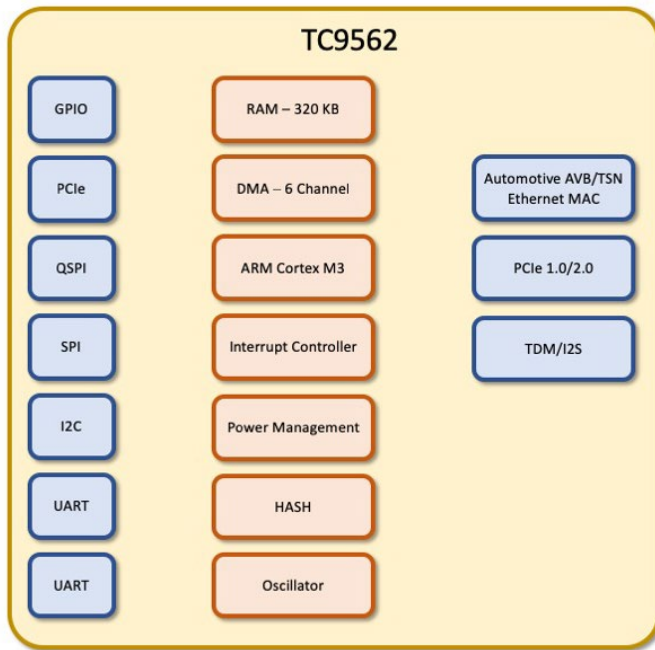 TC9562
GPIO
PCIe
QSPI
SPI
I2C
UART
UART
RAM – 320 KB
DMA – 6 Channel
ARM Cortex M3
Interrupt Controller
Power Management
HASH
Oscillator
Automotive AVB/TSN
Ethernet MAC
PCIe 1.0/2.0
TDM/I2S